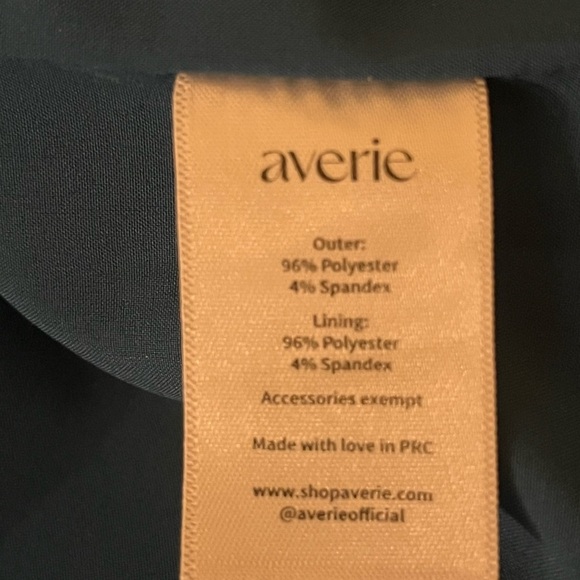 averie
Outer:
96% Polyester
4% Spandex
Lining:
96% Polyester
4% Spandex
Accessories exempt
Made with love in PRC
www.shopaverie.com
@averieofficial